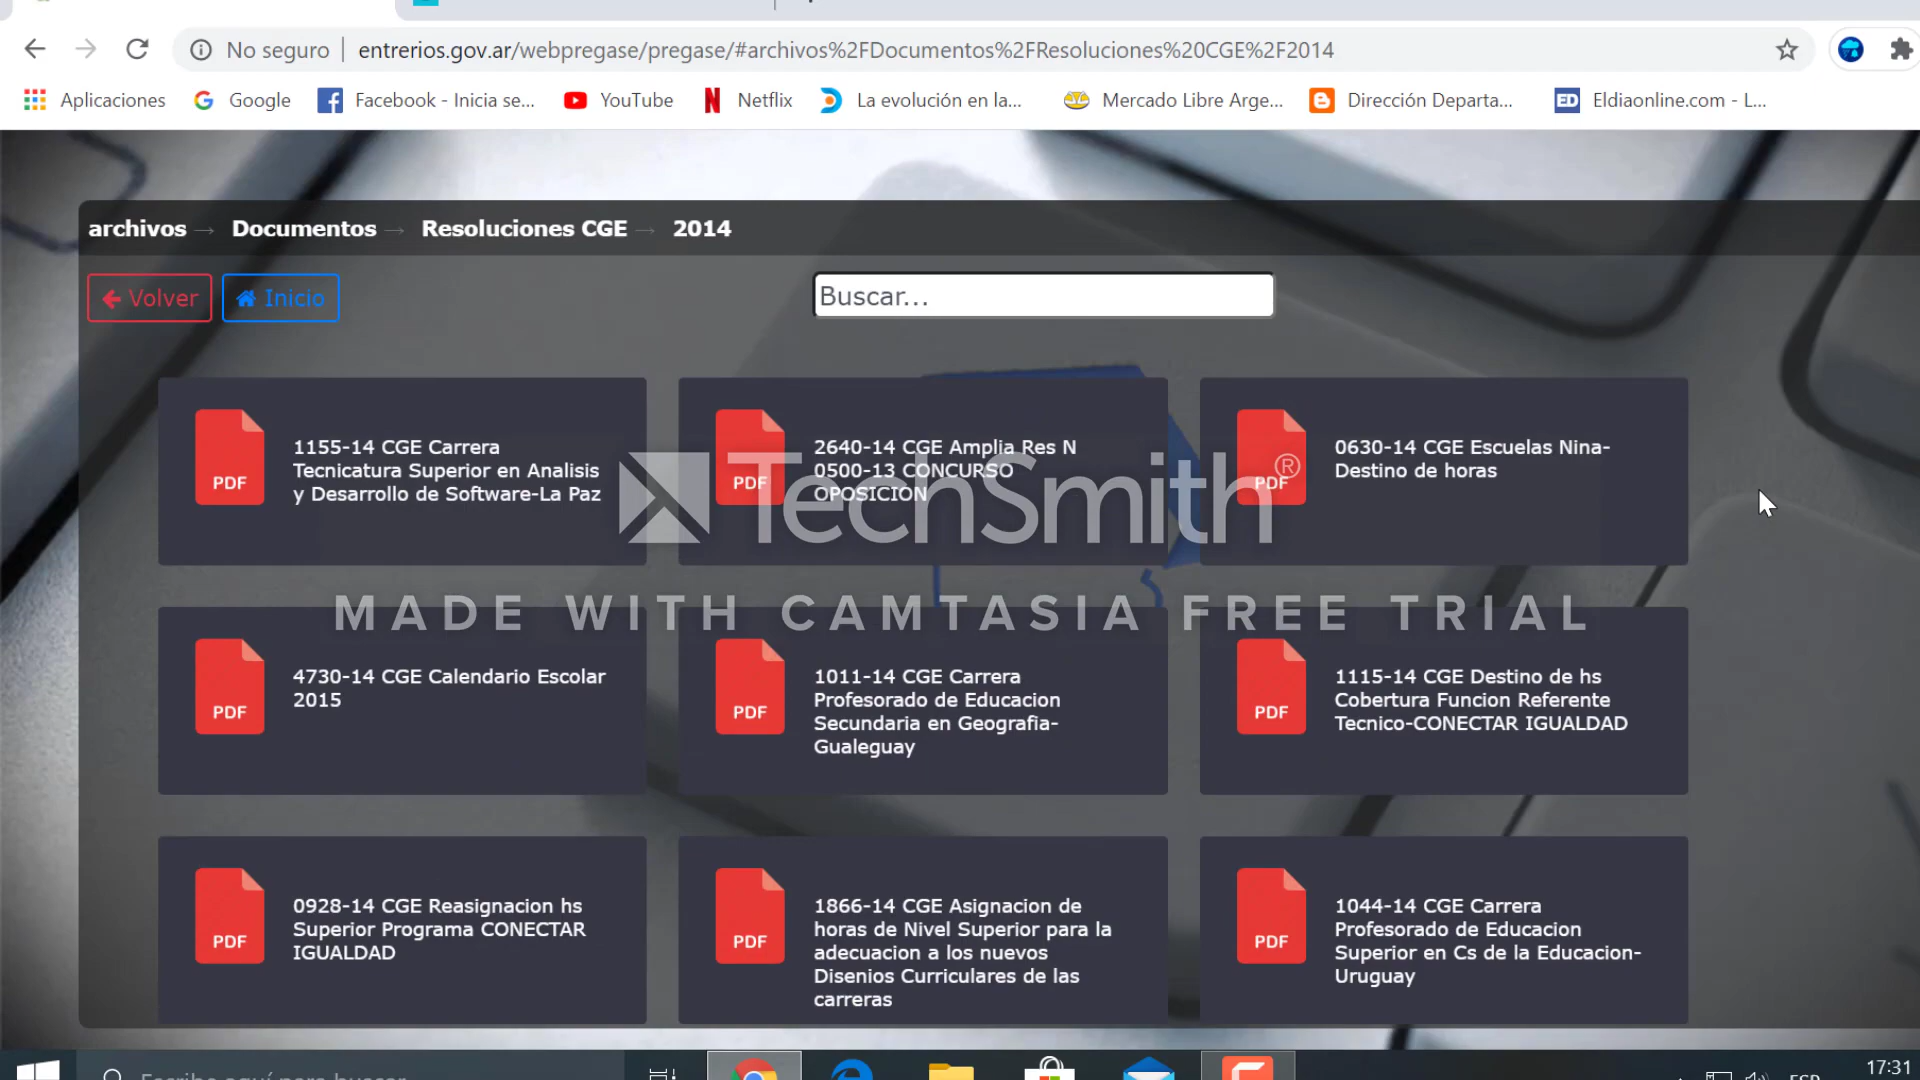 No seguro entrerios.gov.ar/webpregase/pregase/#archivos%2FDocumentos%2FResoluciones%20CGE%2F2014
Aplicaciones Google Facebook - Inicia se... YouTube Netflix La evolución en la... Mercado Libre Arge... Dirección Departa... ED Eldiaonline.com - L...
archivos → Documentos → Resoluciones CGE → 2014
Volver Inicio Buscar...
PDF
1155-14 CGE Carrera
Tecnicatura Superior en Analisis
y Desarrollo de Software-La Paz
PDF
2640-14 CGE Amplia Res N
0500-13 CONCURSO
OPOSICION
PDF
0630-14 CGE Escuelas Nina-
Destino de horas
TechSmith®
MADE WITH CAMTASIA FREE TRIAL
PDF
4730-14 CGE Calendario Escolar
2015
PDF
1011-14 CGE Carrera
Profesorado de Educacion
Secundaria en Geografia-
Gualeguay
PDF
1115-14 CGE Destino de hs
Cobertura Funcion Referente
Tecnico-CONECTAR IGUALDAD
PDF
0928-14 CGE Reasignacion hs
Superior Programa CONECTAR
IGUALDAD
PDF
1866-14 CGE Asignacion de
horas de Nivel Superior para la
adecuacion a los nuevos
Disenios Curriculares de las
carreras
PDF
1044-14 CGE Carrera
Profesorado de Educacion
Superior en Cs de la Educacion-
Uruguay
Escribe aquí para buscar
ESP
17:31